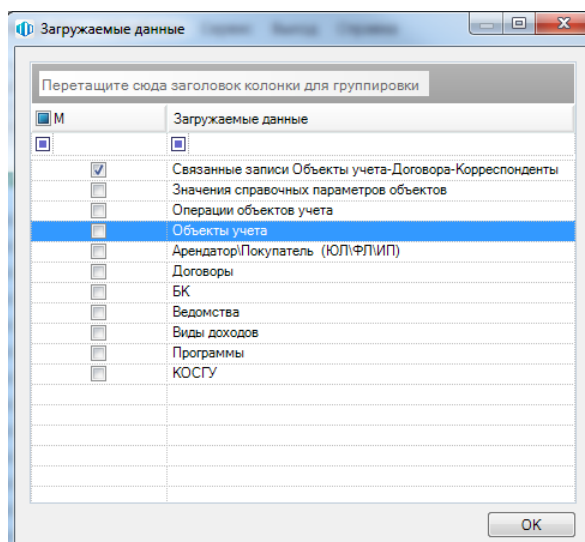 Загружаемые данные
Перетащите сюда заголовок колонки для группировки
М Загружаемые данные
Связанные записи Объекты учета-Договора-Корреспонденты
Значения справочных параметров объектов
Операции объектов учета
Объекты учета
Арендатор\Покупатель (ЮЛ\ФЛ\ИП)
Договоры
БК
Ведомства
Виды доходов
Программы
КОСГУ
OK